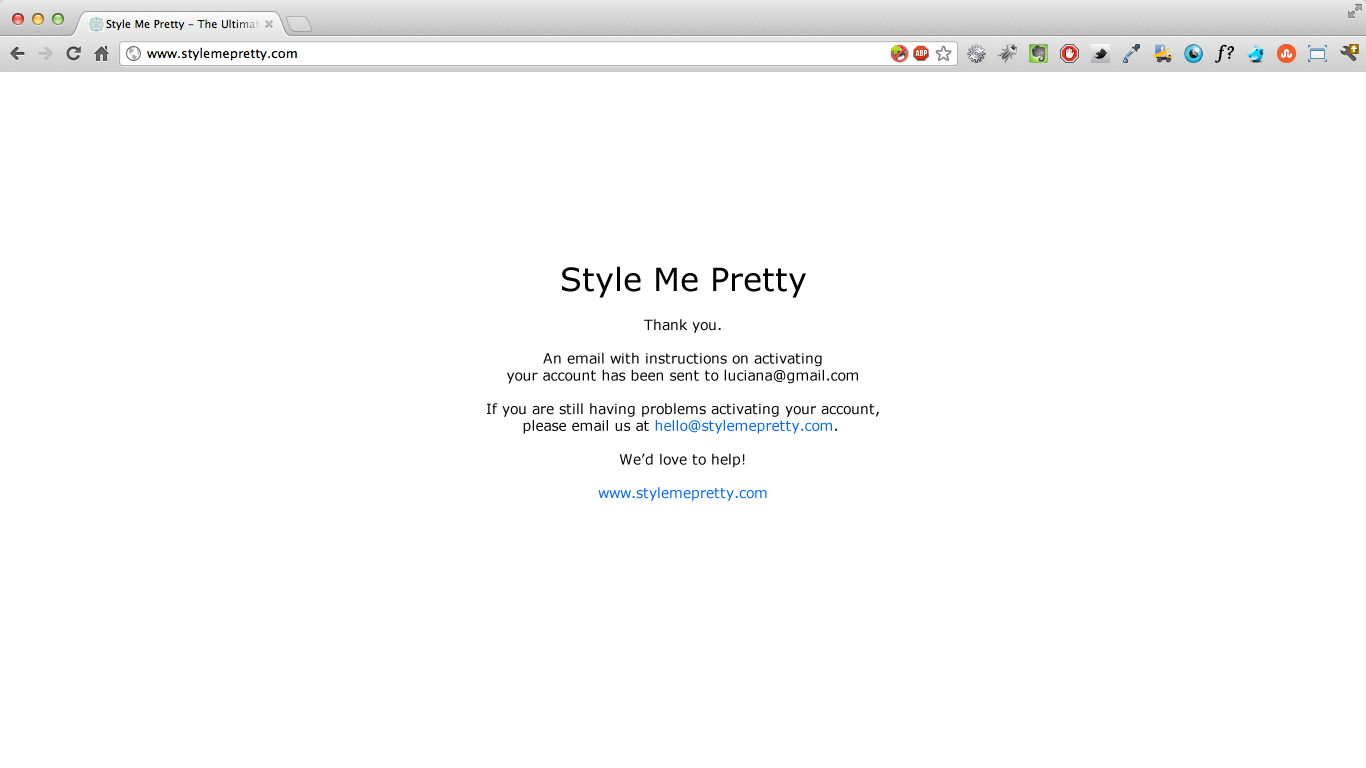 Style Me Pretty – The Ultimat
www.stylemepretty.com
ABP
f?
Style Me Pretty
Thank you.
An email with instructions on activating
your account has been sent to luciana@gmail.com
If you are still having problems activating your account,
please email us at hello@stylemepretty.com.
We’d love to help!
www.stylemepretty.com